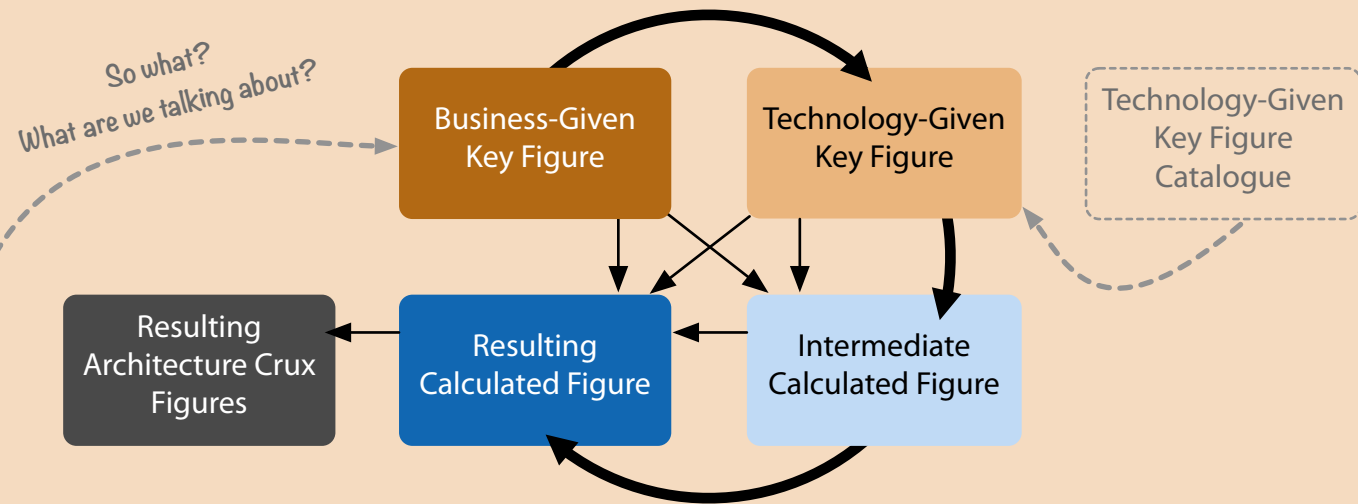 So what?
What are we talking about?
Business-Given
Key Figure
Technology-Given
Key Figure
Technology-Given
Key Figure
Catalogue
Resulting
Architecture Crux
Figures
Resulting
Calculated Figure
Intermediate
Calculated Figure